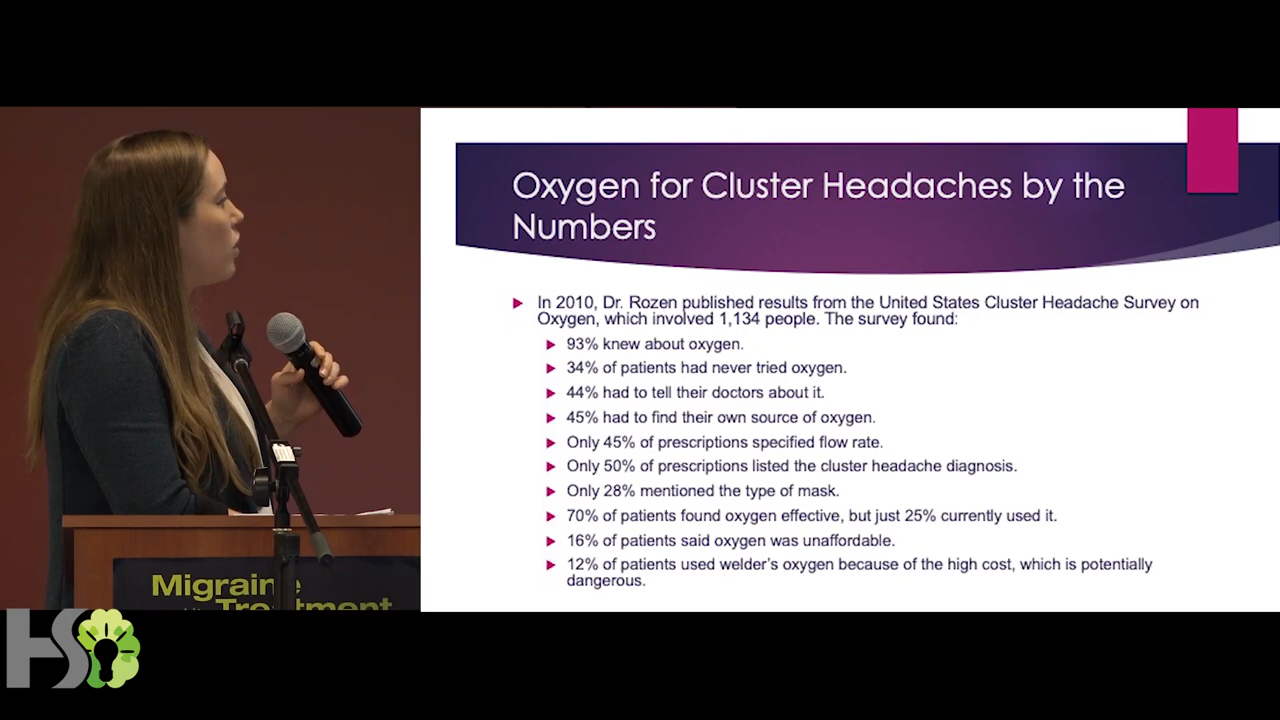 Oxygen for Cluster Headaches by the
Numbers
In 2010, Dr. Rozen published results from the United States Cluster Headache Survey on
Oxygen, which involved 1,134 people. The survey found:
93% knew about oxygen.
34% of patients had never tried oxygen.
44% had to tell their doctors about it.
45% had to find their own source of oxygen.
Only 45% of prescriptions specified flow rate.
Only 50% of prescriptions listed the cluster headache diagnosis.
Only 28% mentioned the type of mask.
70% of patients found oxygen effective, but just 25% currently used it.
16% of patients said oxygen was unaffordable.
12% of patients used welder's oxygen because of the high cost, which is potentially
dangerous.
Migraine
Treatment
HS